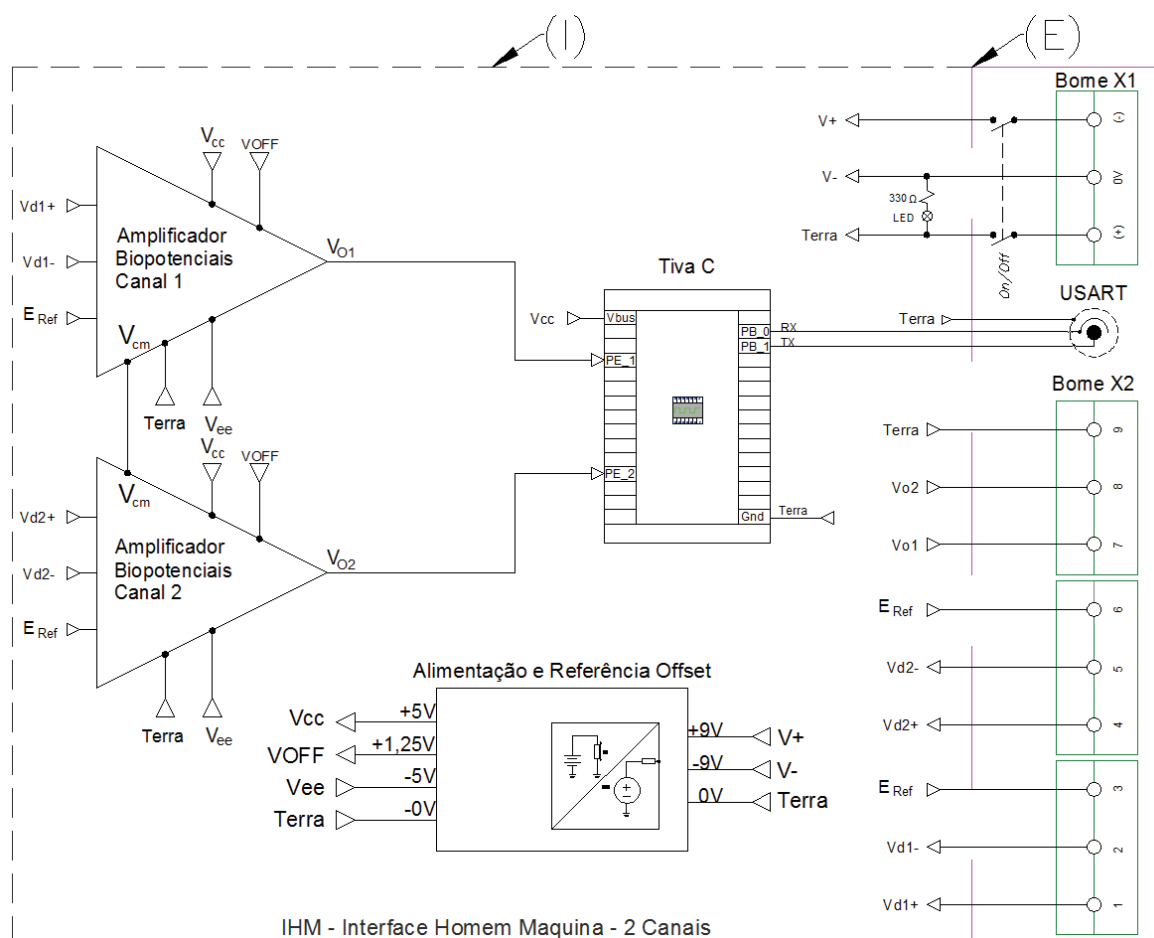 (I)
(E)
Borne X1
V+
(-)
V-
0V
330Ω
LED
Terra
(+)
On/Off
USART
Terra
RX
TX
Vcc
VOFF
Vd1+
Vd1-
E Ref
Amplificador
Biopotenciais
Canal 1
VO1
Vcm
Terra
Vee
Tiva C
Vcc
Vbus
PE_1
PE_2
PB_0
PB_1
Gnd
Terra
Vcc
VOFF
Vcm
Vd2+
Vd2-
E Ref
Amplificador
Biopotenciais
Canal 2
VO2
Terra
Vee
Borne X2
Terra
9
Vo2
8
Vo1
7
E Ref
6
Vd2-
5
Vd2+
4
E Ref
3
Vd1-
2
Vd1+
1
Alimentação e Referência Offset
Vcc
+5V
VOFF
+1,25V
Vee
-5V
Terra
-0V
+9V
V+
-9V
V-
0V
Terra
IHM - Interface Homem Maquina - 2 Canais